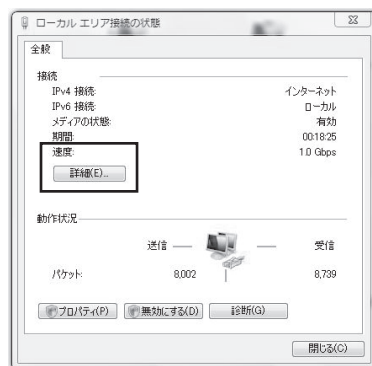 ローカル エリア接続の状態
全般
接続
IPv4 接続: インターネット
IPv6 接続: ローカル
メディアの状態: 有効
期間: 00:18:25
速度: 1.0 Gbps
詳細(E)...
動作状況
送信 受信
パケット: 8,002 8,739
プロパティ(P) 無効にする(D) 診断(G)
閉じる(C)